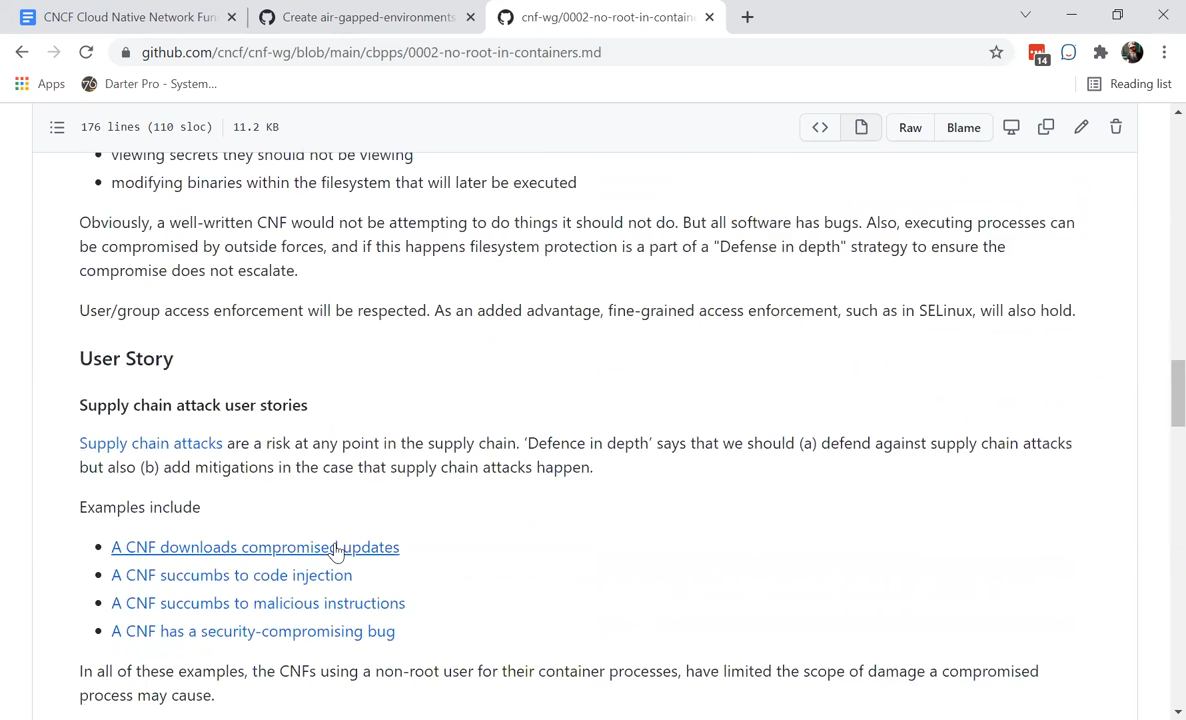 CNCF Cloud Native Network Fun
Create air-gapped-environments
cnf-wg/0002-no-root-in-contain
github.com/cncf/cnf-wg/blob/main/cbpps/0002-no-root-in-containers.md
14
Apps
Darter Pro - System...
Reading list
176 lines (110 sloc)
11.2 KB
Raw
Blame
• viewing secrets they should not be viewing
• modifying binaries within the filesystem that will later be executed
Obviously, a well-written CNF would not be attempting to do things it should not do. But all software has bugs. Also, executing processes can
be compromised by outside forces, and if this happens filesystem protection is a part of a "Defense in depth" strategy to ensure the
compromise does not escalate.
User/group access enforcement will be respected. As an added advantage, fine-grained access enforcement, such as in SELinux, will also hold.
User Story
Supply chain attack user stories
Supply chain attacks are a risk at any point in the supply chain. ‘Defence in depth’ says that we should (a) defend against supply chain attacks
but also (b) add mitigations in the case that supply chain attacks happen.
Examples include
• A CNF downloads compromised updates
• A CNF succumbs to code injection
• A CNF succumbs to malicious instructions
• A CNF has a security-compromising bug
In all of these examples, the CNFs using a non-root user for their container processes, have limited the scope of damage a compromised
process may cause.